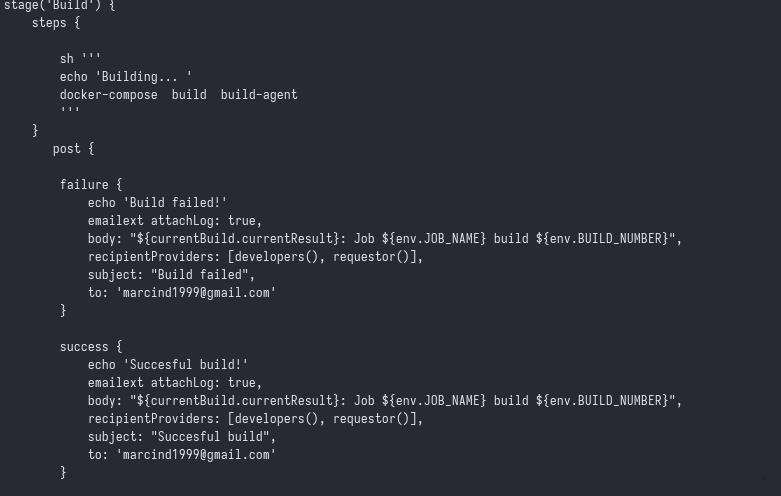 stage('Build') {
steps {
sh '''
echo 'Building... '
docker-compose  build  build-agent
'''
}
post {
failure {
echo 'Build failed!'
emailext attachLog: true,
body: "${currentBuild.currentResult}: Job ${env.JOB_NAME} build ${env.BUILD_NUMBER}",
recipientProviders: [developers(), requestor()],
subject: "Build failed",
to: 'marcind1999@gmail.com'
}
success {
echo 'Succesful build!'
emailext attachLog: true,
body: "${currentBuild.currentResult}: Job ${env.JOB_NAME} build ${env.BUILD_NUMBER}",
recipientProviders: [developers(), requestor()],
subject: "Succesful build",
to: 'marcind1999@gmail.com'
}